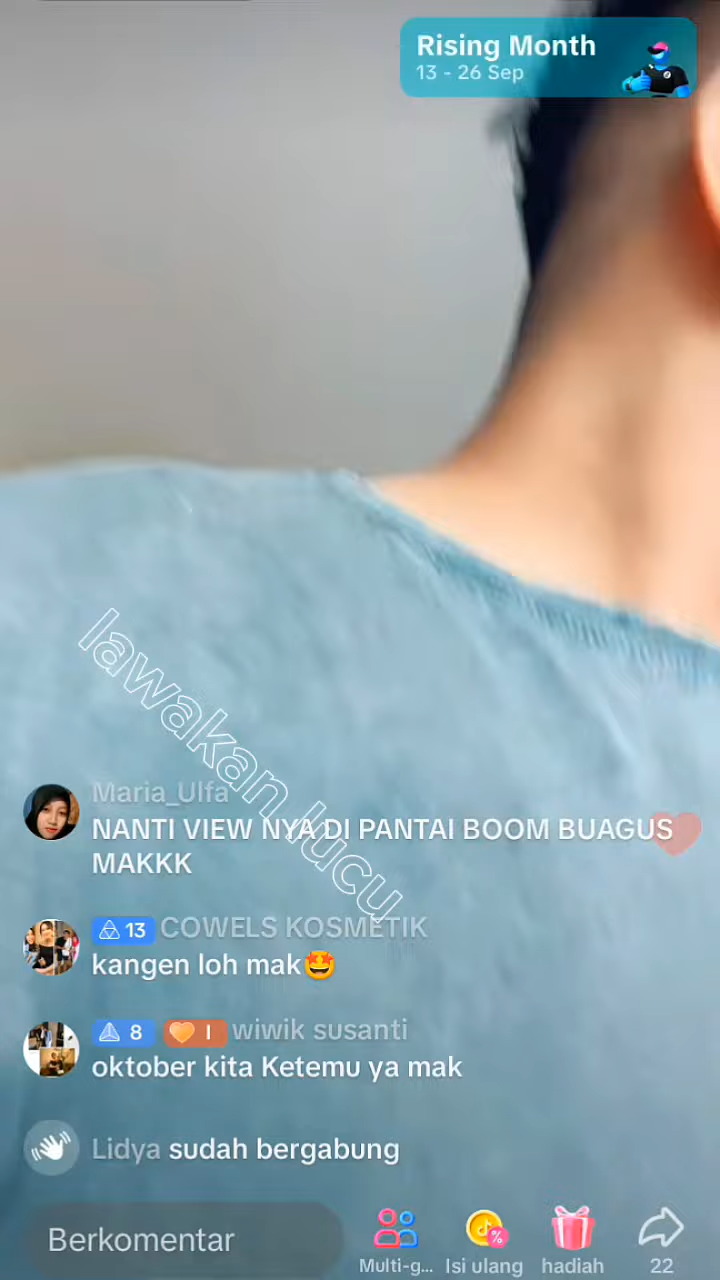 Rising Month
13 - 26 Sep
lawakan lucu
Maria_Ulfa
NANTI VIEW NYA DI PANTAI BOOM BUAGUS
MAKKK
13 COWELS KOSMETIK
kangen loh mak🤩
8 I wiwik susanti
oktober kita Ketemu ya mak
Lidya sudah bergabung
Berkomentar
Multi-g... Isi ulang hadiah 22